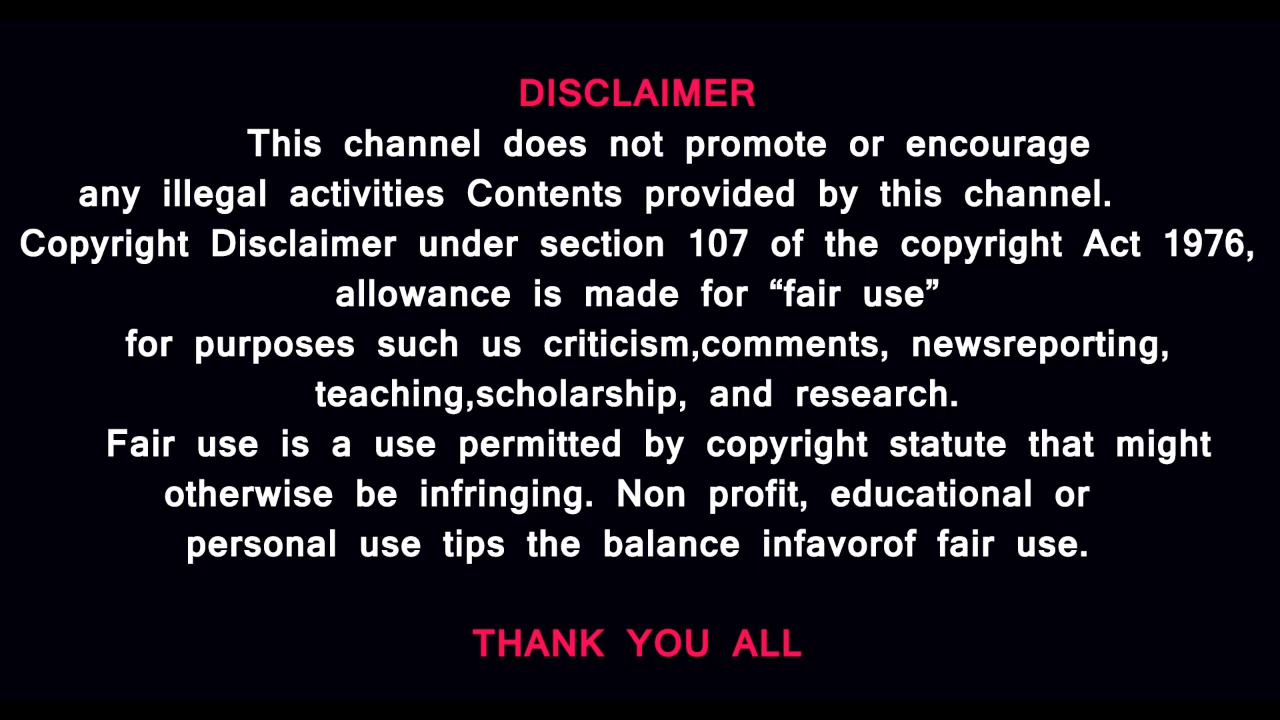 DISCLAIMER
This channel does not promote or encourage
any illegal activities Contents provided by this channel.
Copyright Disclaimer under section 107 of the copyright Act 1976,
allowance is made for “fair use”
for purposes such us criticism,comments, newsreporting,
teaching,scholarship, and research.
Fair use is a use permitted by copyright statute that might
otherwise be infringing. Non profit, educational or
personal use tips the balance infavorof fair use.
THANK YOU ALL